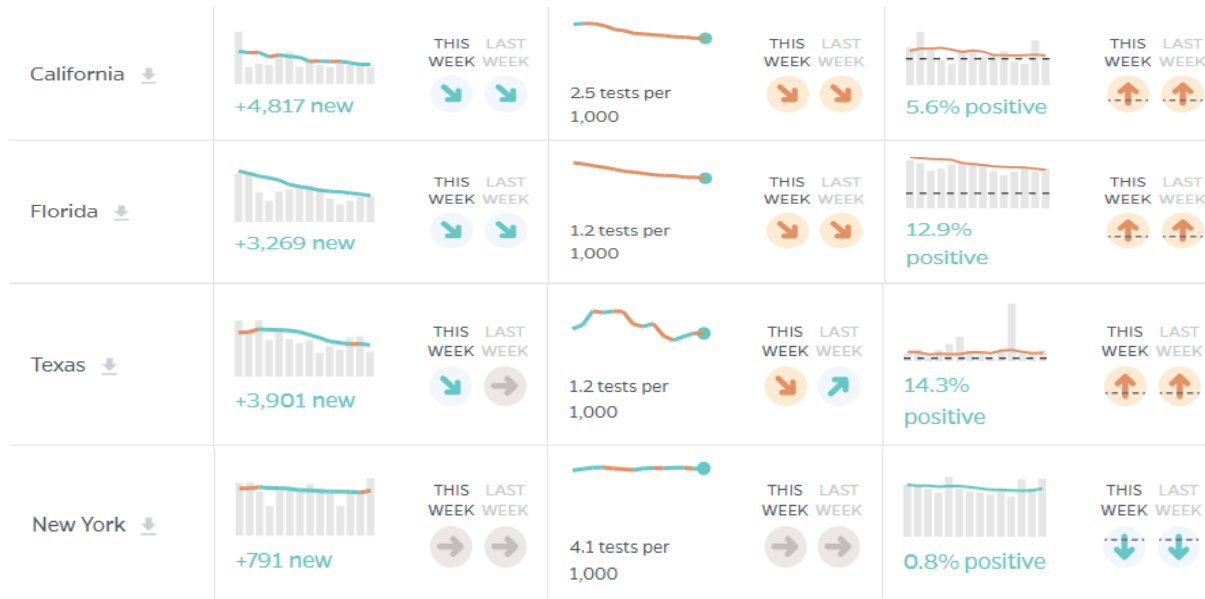 California
+4,817 new
THIS WEEK LAST WEEK
2.5 tests per
1,000
THIS WEEK LAST WEEK
5.6% positive
THIS WEEK LAST WEEK
Florida
+3,269 new
THIS WEEK LAST WEEK
1.2 tests per
1,000
THIS WEEK LAST WEEK
12.9%
positive
THIS WEEK LAST WEEK
Texas
+3,901 new
THIS WEEK LAST WEEK
1.2 tests per
1,000
THIS WEEK LAST WEEK
14.3%
positive
THIS WEEK LAST WEEK
New York
+791 new
THIS WEEK LAST WEEK
4.1 tests per
1,000
THIS WEEK LAST WEEK
0.8% positive
THIS WEEK LAST WEEK